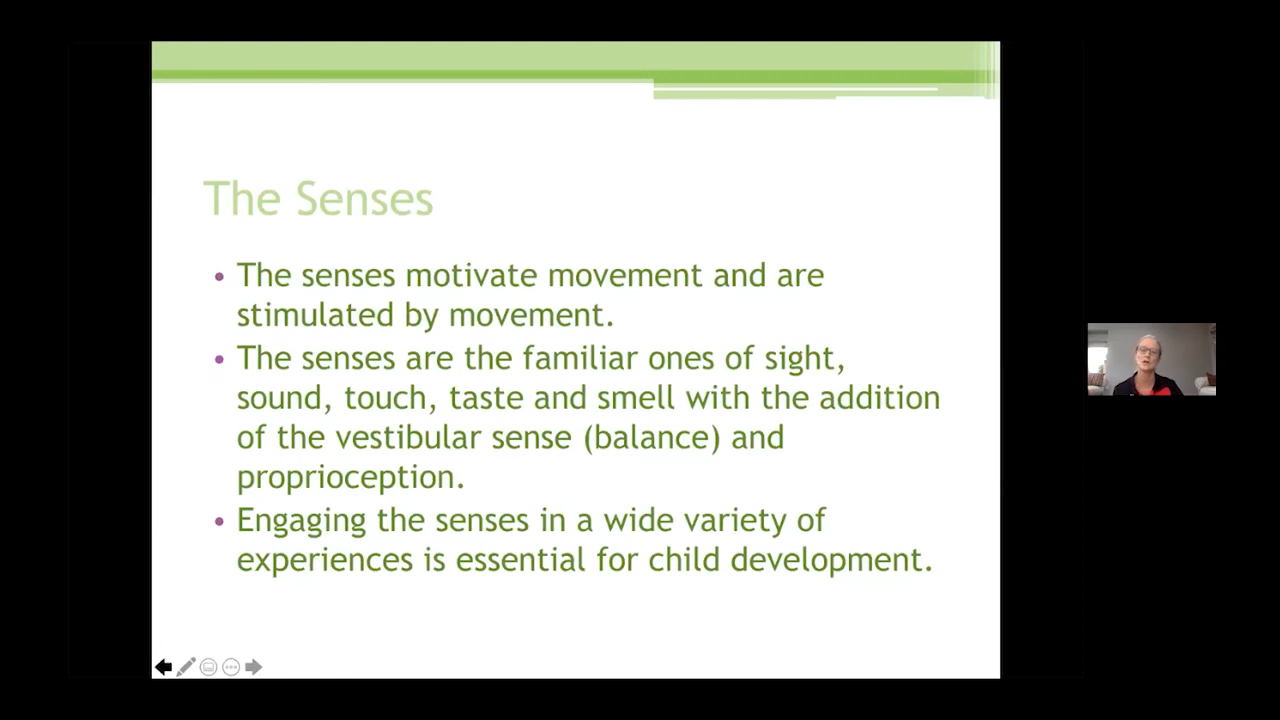 The Senses
• The senses motivate movement and are
stimulated by movement.
• The senses are the familiar ones of sight,
sound, touch, taste and smell with the addition
of the vestibular sense (balance) and
proprioception.
• Engaging the senses in a wide variety of
experiences is essential for child development.